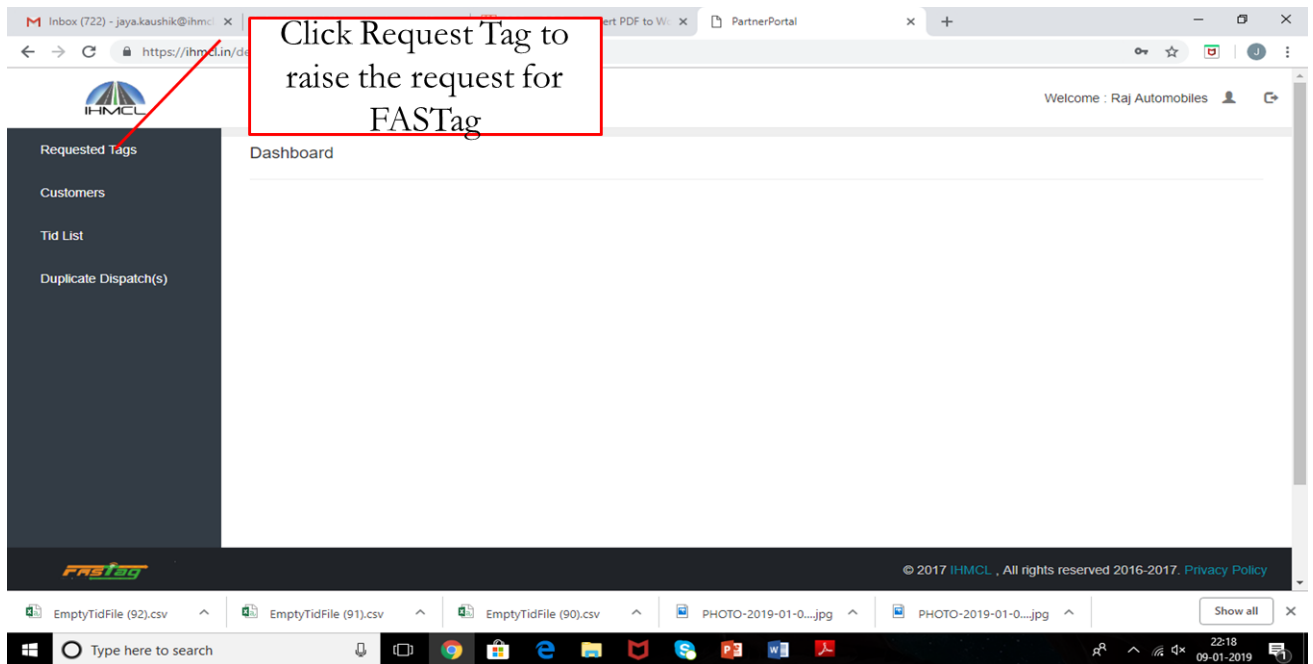 Inbox (722) - jaya.kaushik@ihmcl
ert PDF to Wo
PartnerPortal
https://ihmcl.in/de
Click Request Tag to
raise the request for
FASTag
IHMCL
Welcome : Raj Automobiles
Requested Tags
Dashboard
Customers
Tid List
Duplicate Dispatch(s)
FASTag
© 2017 IHMCL , All rights reserved 2016-2017. Privacy Policy
EmptyTidFile (92).csv
EmptyTidFile (91).csv
EmptyTidFile (90).csv
PHOTO-2019-01-0....jpg
PHOTO-2019-01-0....jpg
Show all
Type here to search
22:18
09-01-2019